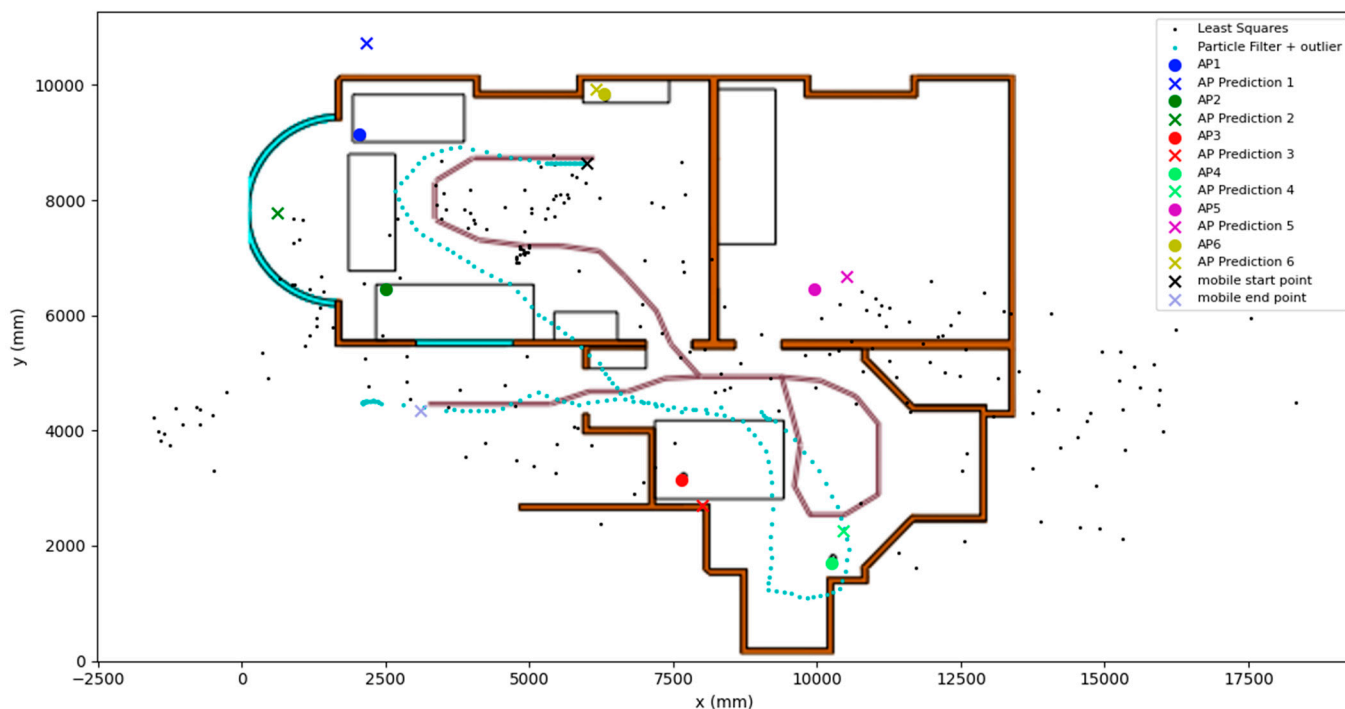 Least Squares
Particle Filter + outlier
AP1
AP Prediction 1
AP2
AP Prediction 2
AP3
AP Prediction 3
AP4
AP Prediction 4
AP5
AP Prediction 5
AP6
AP Prediction 6
mobile start point
mobile end point
10000
8000
6000
4000
2000
0
y (mm)
-2500 0 2500 5000 7500 10000 12500 15000 17500
x (mm)